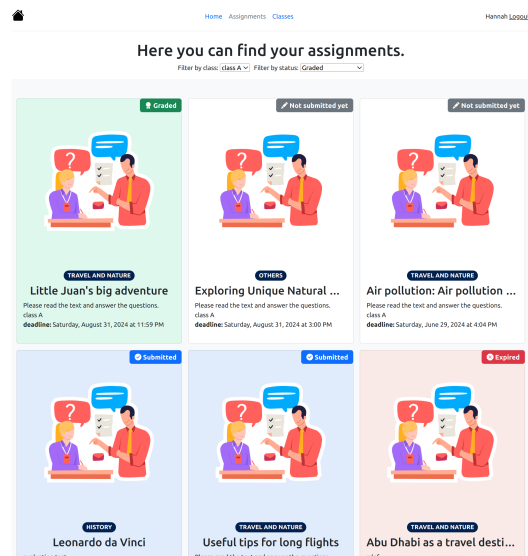 Home Assignments Classes
Hannah Logout
Here you can find your assignments.
Filter by class: class A Filter by status: Graded
Graded
Not submitted yet
Not submitted yet
?
?
?
TRAVEL AND NATURE
OTHERS
TRAVEL AND NATURE
Little Juan's big adventure
Exploring Unique Natural ...
Air pollution: Air pollution ...
Please read the text and answer the questions.
Please read the text and answer the questions.
Please read the text and answer the questions.
class A
class A
class A
deadline: Saturday, August 31, 2024 at 11:59 PM
deadline: Saturday, August 31, 2024 at 3:00 PM
deadline: Saturday, June 29, 2024 at 4:04 PM
Submitted
Submitted
Expired
?
?
?
HISTORY
TRAVEL AND NATURE
TRAVEL AND NATURE
Leonardo da Vinci
Useful tips for long flights
Abu Dhabi as a travel desti...